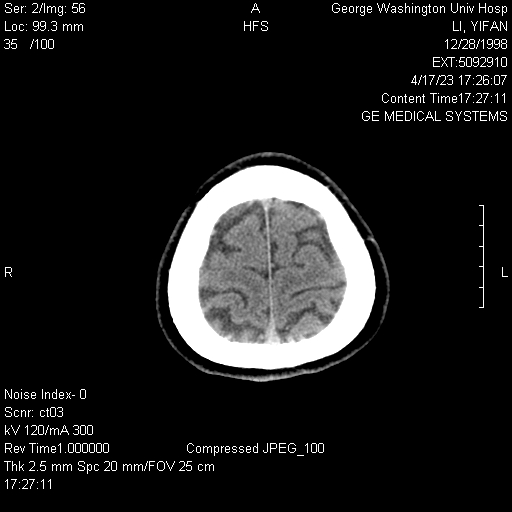 Ser: 2/Img: 56
Loc: 99.3 mm
35 /100
A
HFS
George Washington Univ Hosp
LI, YIFAN
12/28/1998
EXT:5092910
4/17/23 17:26:07
Content Time17:27:11
GE MEDICAL SYSTEMS
R
L
Noise Index- 0
Scnr: ct03
kV 120/mA 300
Rev Time1.000000
Compressed JPEG_100
Thk 2.5 mm Spc 20 mm/FOV 25 cm
17:27:11